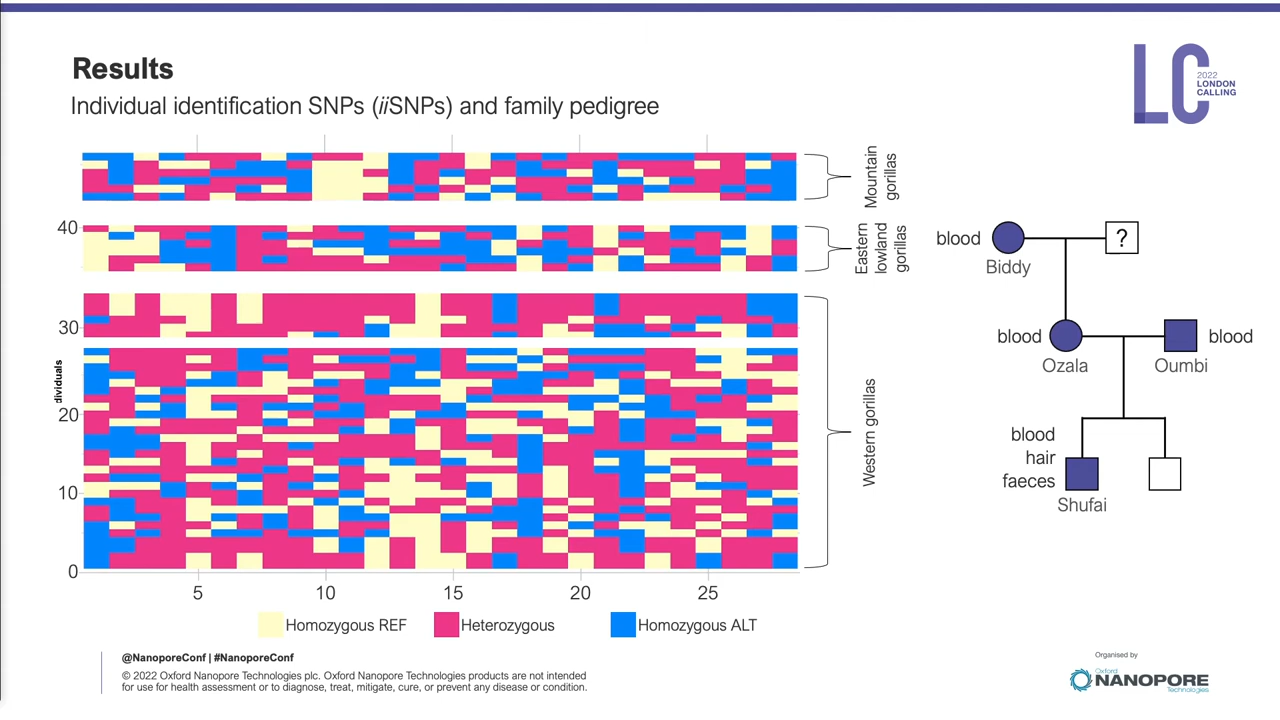 Results
Individual identification SNPs (iiSNPs) and family pedigree
LC
2022
LONDON
CALLING
Mountain
gorillas
40
Eastern
lowland
gorillas
30
dividuals
20
10
0
Western gorillas
5
10
15
20
25
Homozygous REF
Heterozygous
Homozygous ALT
blood
?
Biddy
blood
blood
Ozala
Oumbi
blood
hair
faeces
Shufai
@NanoporeConf | #NanoporeConf
© 2022 Oxford Nanopore Technologies plc. Oxford Nanopore Technologies products are not intended
for use for health assessment or to diagnose, treat, mitigate, cure, or prevent any disease or condition.
Organised by
Oxford
NANOPORE
Technologies